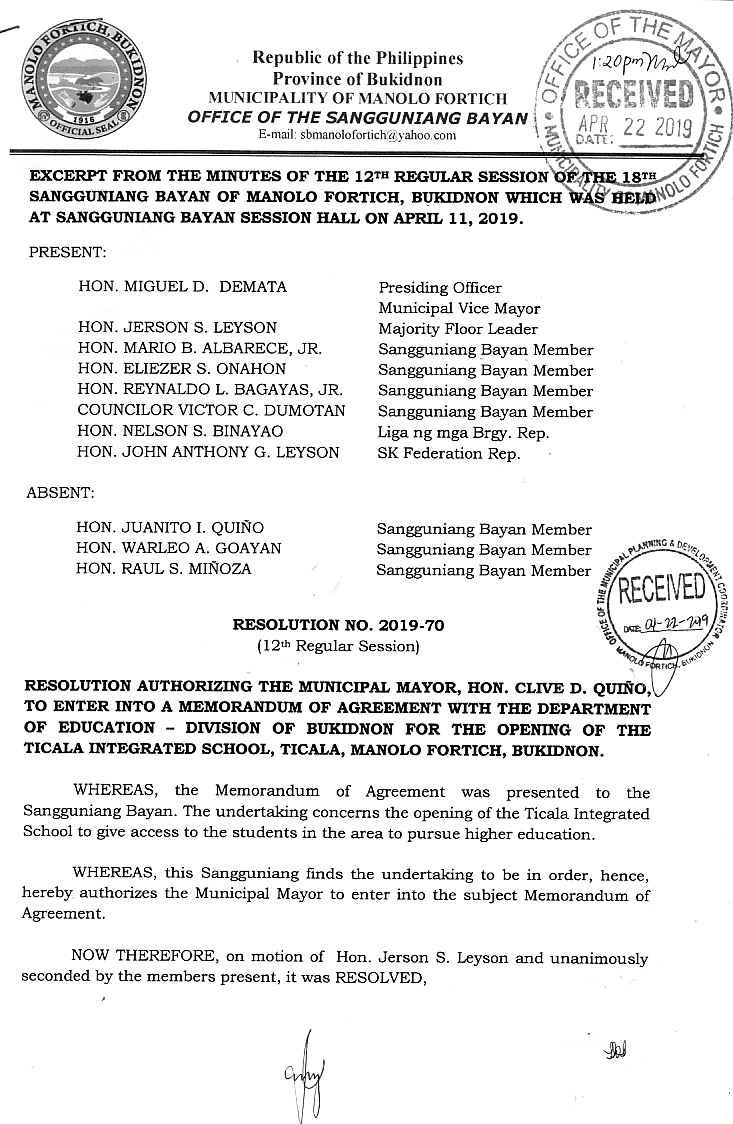 MANOLO FORTICH, BUKIDNON
1916
OFFICIAL SEAL
Republic of the Philippines
Province of Bukidnon
MUNICIPALITY OF MANOLO FORTICH
OFFICE OF THE SANGGUNIANG BAYAN
E-mail: sbmanolofortich@yahoo.com
OFFICE OF THE MAYOR
1:20pm
RECEIVED
APR 22 2019
DATE:
MUNICIPALITY OF MANOLO FORTICH
EXCERPT FROM THE MINUTES OF THE 12TH REGULAR SESSION OF THE 18TH
SANGGUNIANG BAYAN OF MANOLO FORTICH, BUKIDNON WHICH WAS HELD
AT SANGGUNIANG BAYAN SESSION HALL ON APRIL 11, 2019.
PRESENT:
HON. MIGUEL D. DEMATA Presiding Officer
Municipal Vice Mayor
HON. JERSON S. LEYSON Majority Floor Leader
HON. MARIO B. ALBARECE, JR. Sangguniang Bayan Member
HON. ELIEZER S. ONAHON Sangguniang Bayan Member
HON. REYNALDO L. BAGAYAS, JR. Sangguniang Bayan Member
COUNCILOR VICTOR C. DUMOTAN Sangguniang Bayan Member
HON. NELSON S. BINAYAO Liga ng mga Brgy. Rep.
HON. JOHN ANTHONY G. LEYSON SK Federation Rep.
ABSENT:
HON. JUANITO I. QUIÑO Sangguniang Bayan Member
HON. WARLEO A. GOAYAN Sangguniang Bayan Member
HON. RAUL S. MIÑOZA Sangguniang Bayan Member
OFFICE OF THE MUNICIPAL PLANNING & DEVELOPMENT COORDINATOR
RECEIVED
DATE: 04-22-2019
MANOLO FORTICH, BUKIDNON
RESOLUTION NO. 2019-70
(12th Regular Session)
RESOLUTION AUTHORIZING THE MUNICIPAL MAYOR, HON. CLIVE D. QUIÑO,
TO ENTER INTO A MEMORANDUM OF AGREEMENT WITH THE DEPARTMENT
OF EDUCATION – DIVISION OF BUKIDNON FOR THE OPENING OF THE
TICALA INTEGRATED SCHOOL, TICALA, MANOLO FORTICH, BUKIDNON.
WHEREAS, the Memorandum of Agreement was presented to the
Sangguniang Bayan. The undertaking concerns the opening of the Ticala Integrated
School to give access to the students in the area to pursue higher education.
WHEREAS, this Sangguniang finds the undertaking to be in order, hence,
hereby authorizes the Municipal Mayor to enter into the subject Memorandum of
Agreement.
NOW THEREFORE, on motion of Hon. Jerson S. Leyson and unanimously
seconded by the members present, it was RESOLVED,